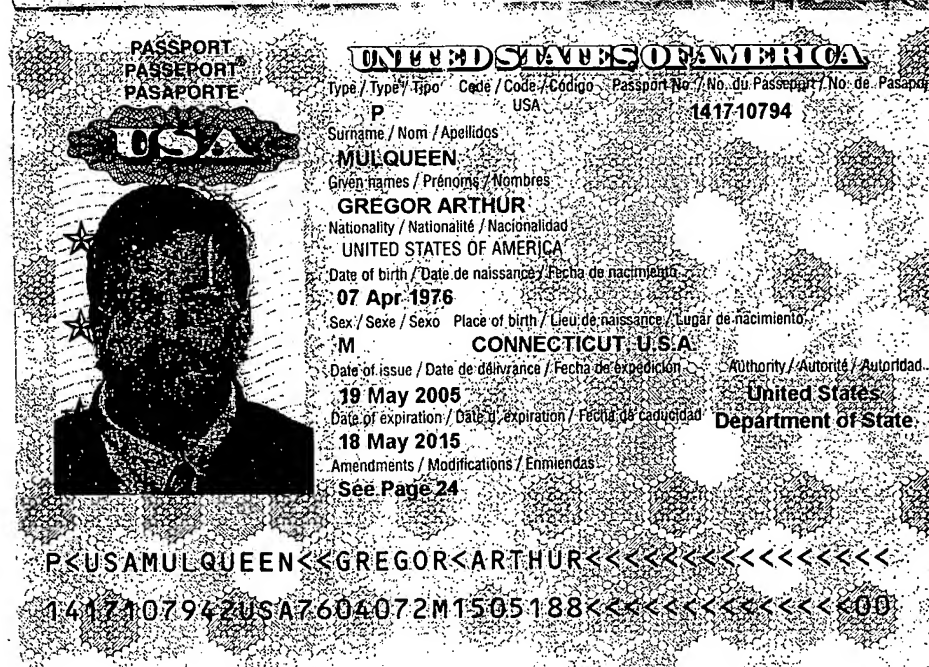 PASSPORT
PASSEPORT
PASAPORTE
USA
UNITED STATES OF AMERICA
Type / Type / Tipo Code / Code / Código Passport No. / No. du Passeport / No. de Pasapo
P USA 141710794
Surname / Nom / Apellidos
MULQUEEN
Given names / Prénoms / Nombres
GREGOR ARTHUR
Nationality / Nationalité / Nacionalidad
UNITED STATES OF AMERICA
Date of birth / Date de naissance / Fecha de nacimiento
07 Apr 1976
Sex / Sexe / Sexo Place of birth / Lieu de naissance / Lugar de nacimiento
M CONNECTICUT, U.S.A.
Date of issue / Date de délivrance / Fecha de expedición Authority / Autorité / Autoridad
19 May 2005 United States
Date of expiration / Date d'expiration / Fecha de caducidad Department of State
18 May 2015
Amendments / Modifications / Enmiendas
See Page 24
P<USAMULQUEEN<<GREGOR<ARTHUR<<<<<<<<<<<<<<<<
1417107942USA7604072M1505188<<<<<<<<<<<<<<00